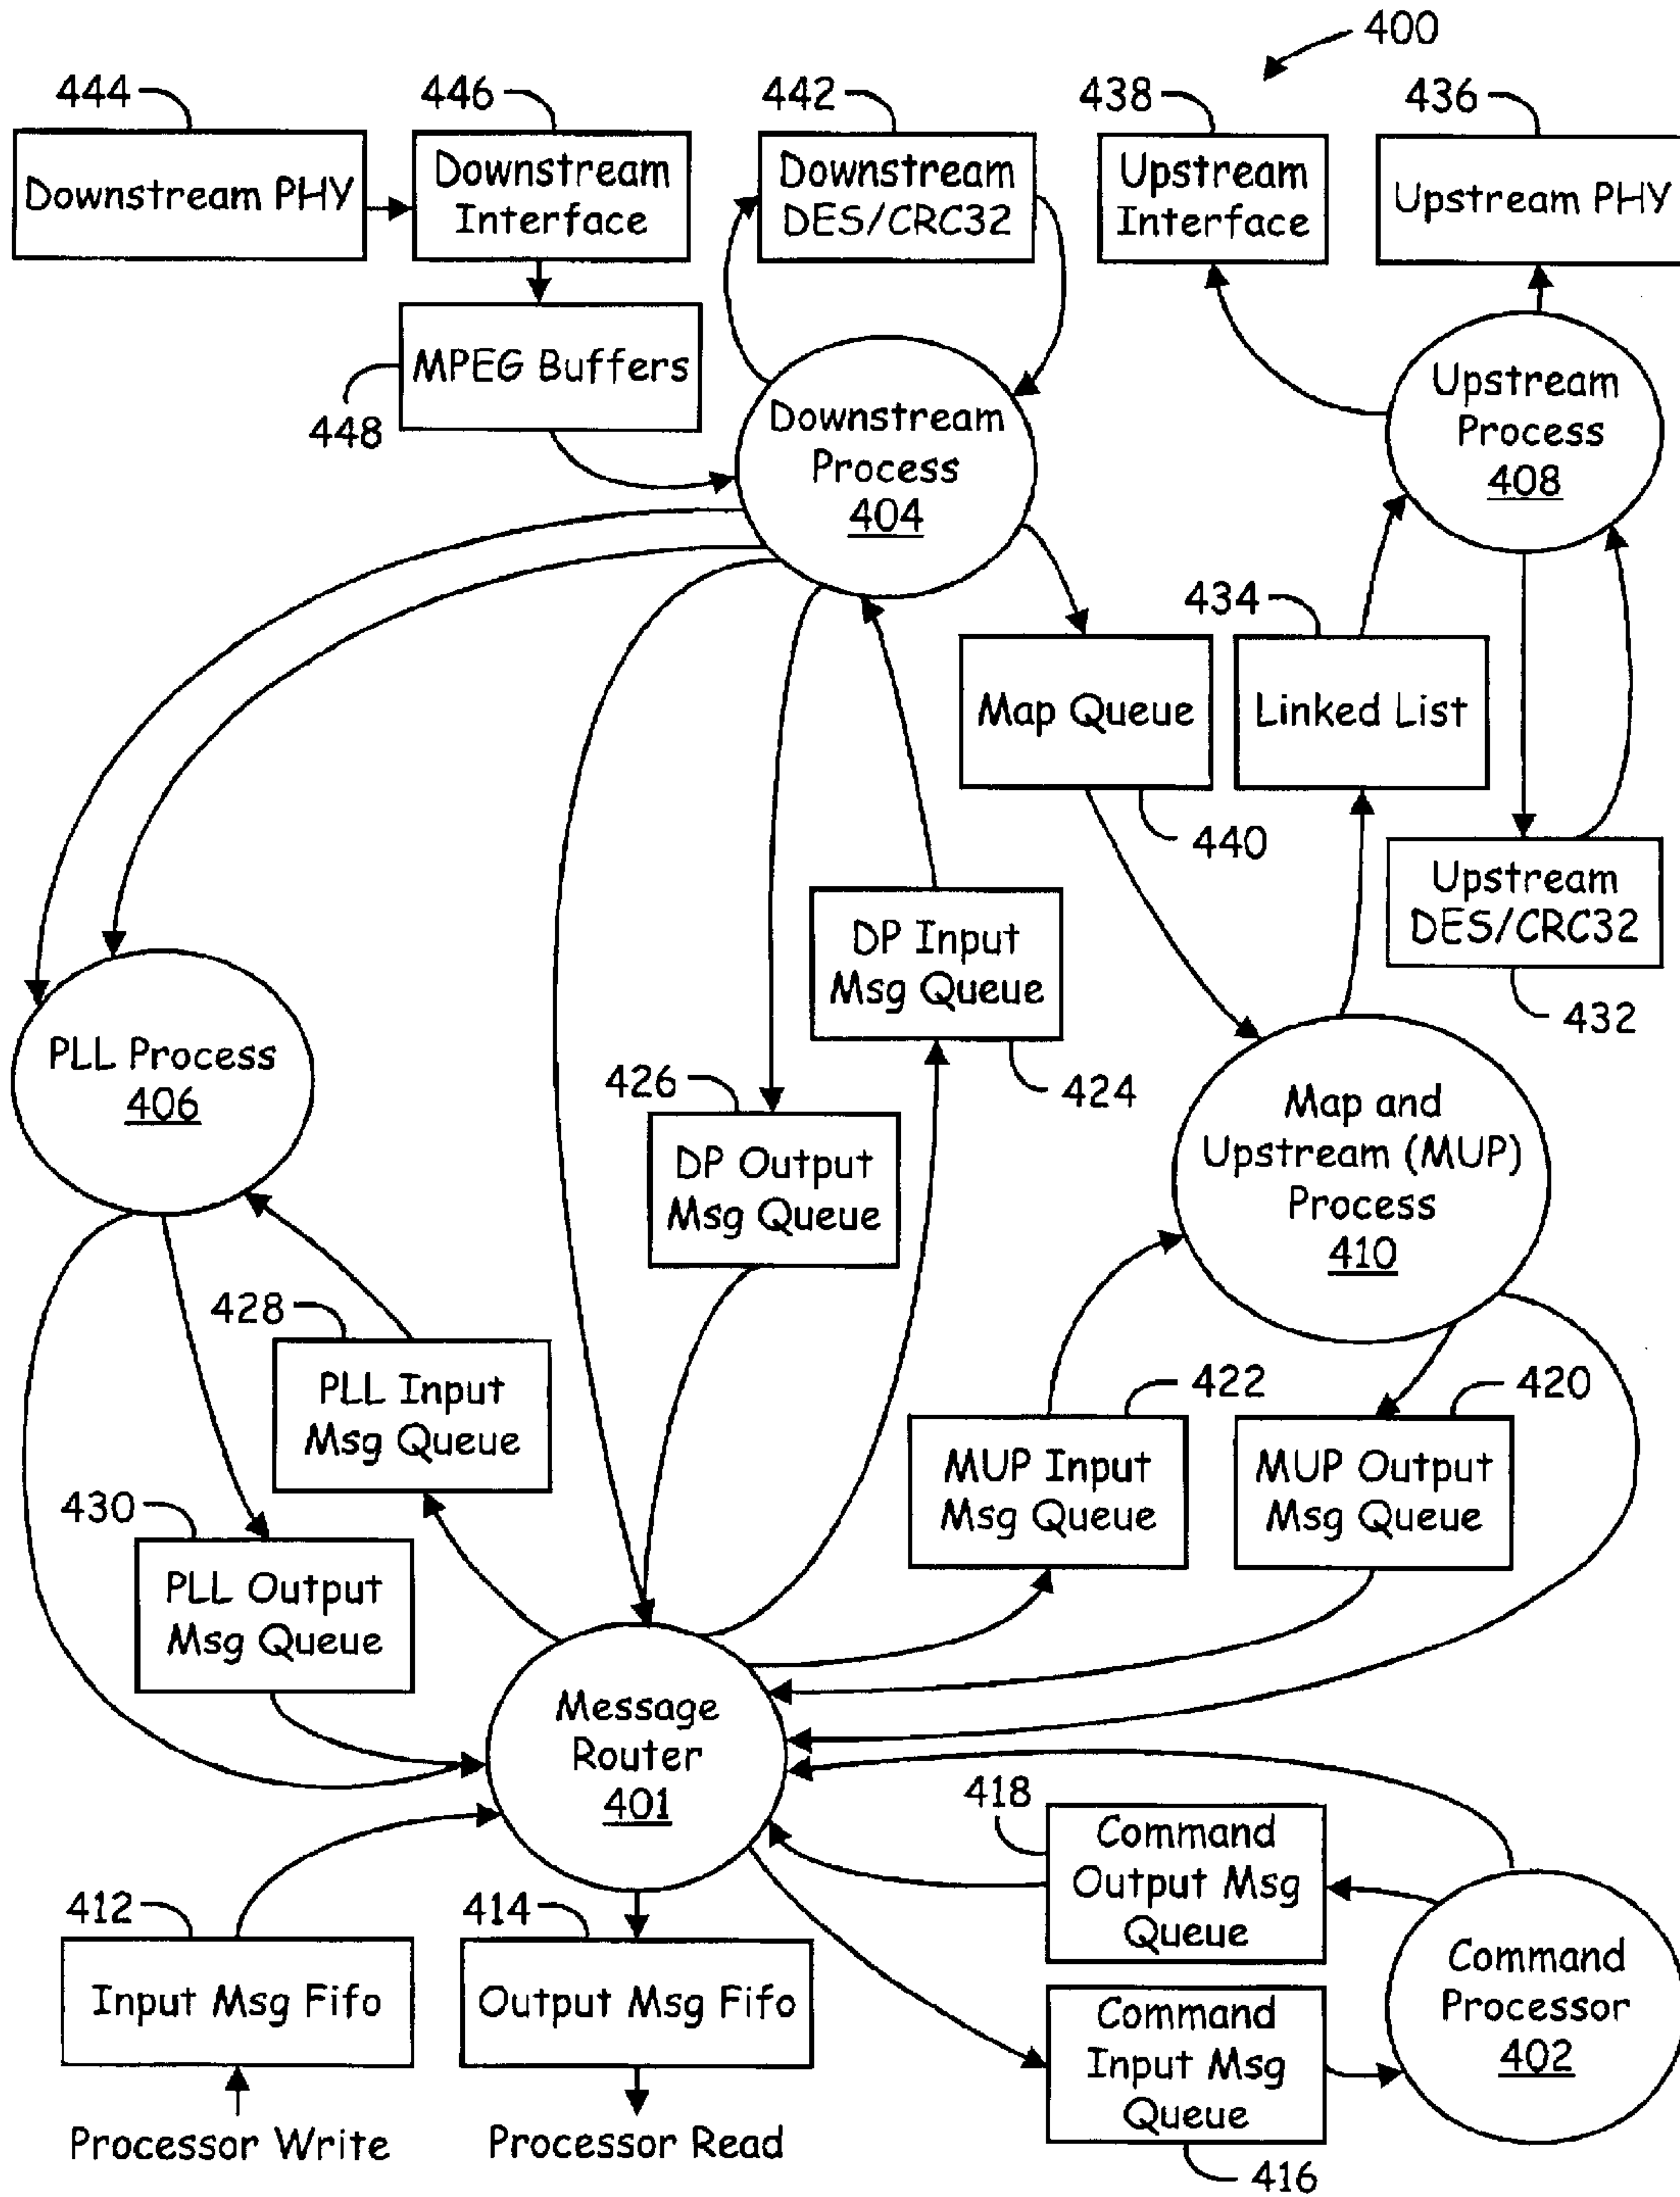 400
444
446
442
438
436
Downstream PHY
Downstream
Interface
Downstream
DES/CRC32
Upstream
Interface
Upstream PHY
MPEG Buffers
448
Downstream
Process
404
Upstream
Process
408
434
Map Queue
Linked List
440
Upstream
DES/CRC32
432
DP Input
Msg Queue
424
PLL Process
406
426
DP Output
Msg Queue
Map and
Upstream (MUP)
Process
410
428
PLL Input
Msg Queue
422
420
MUP Input
Msg Queue
MUP Output
Msg Queue
430
PLL Output
Msg Queue
Message
Router
401
418
Command
Output Msg
Queue
412
414
Input Msg Fifo
Output Msg Fifo
Command
Input Msg
Queue
Command
Processor
402
Processor Write
Processor Read
416